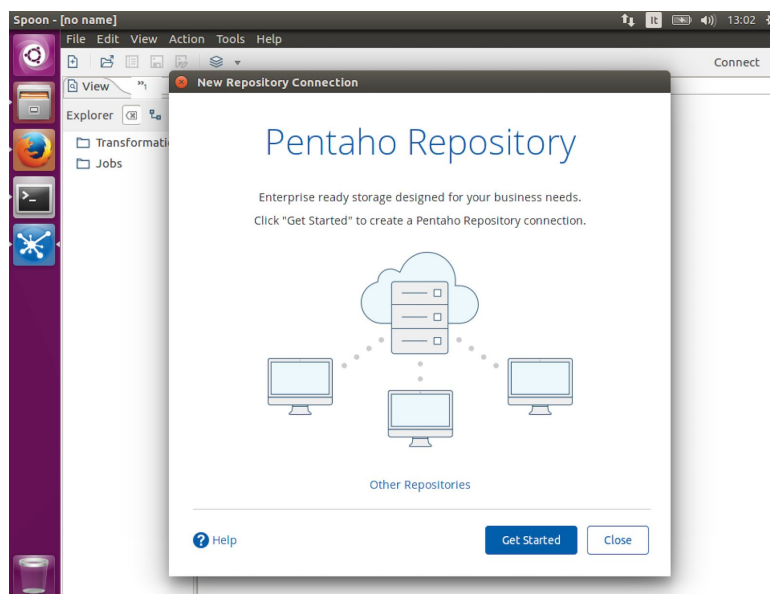 Spoon - [no name]
It
13:02
File Edit View Action Tools Help
Connect
View
Explorer
New Repository Connection
Transformati
Jobs
Pentaho Repository
Enterprise ready storage designed for your business needs.
Click "Get Started" to create a Pentaho Repository connection.
Other Repositories
Help
Get Started
Close